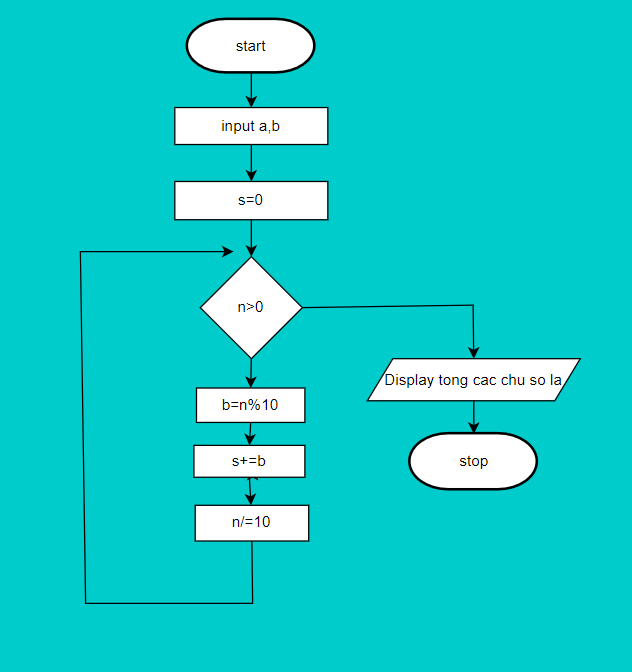 start
input a,b
s=0
n>0
b=n%10
s+=b
n/=10
Display tong cac chu so la
stop